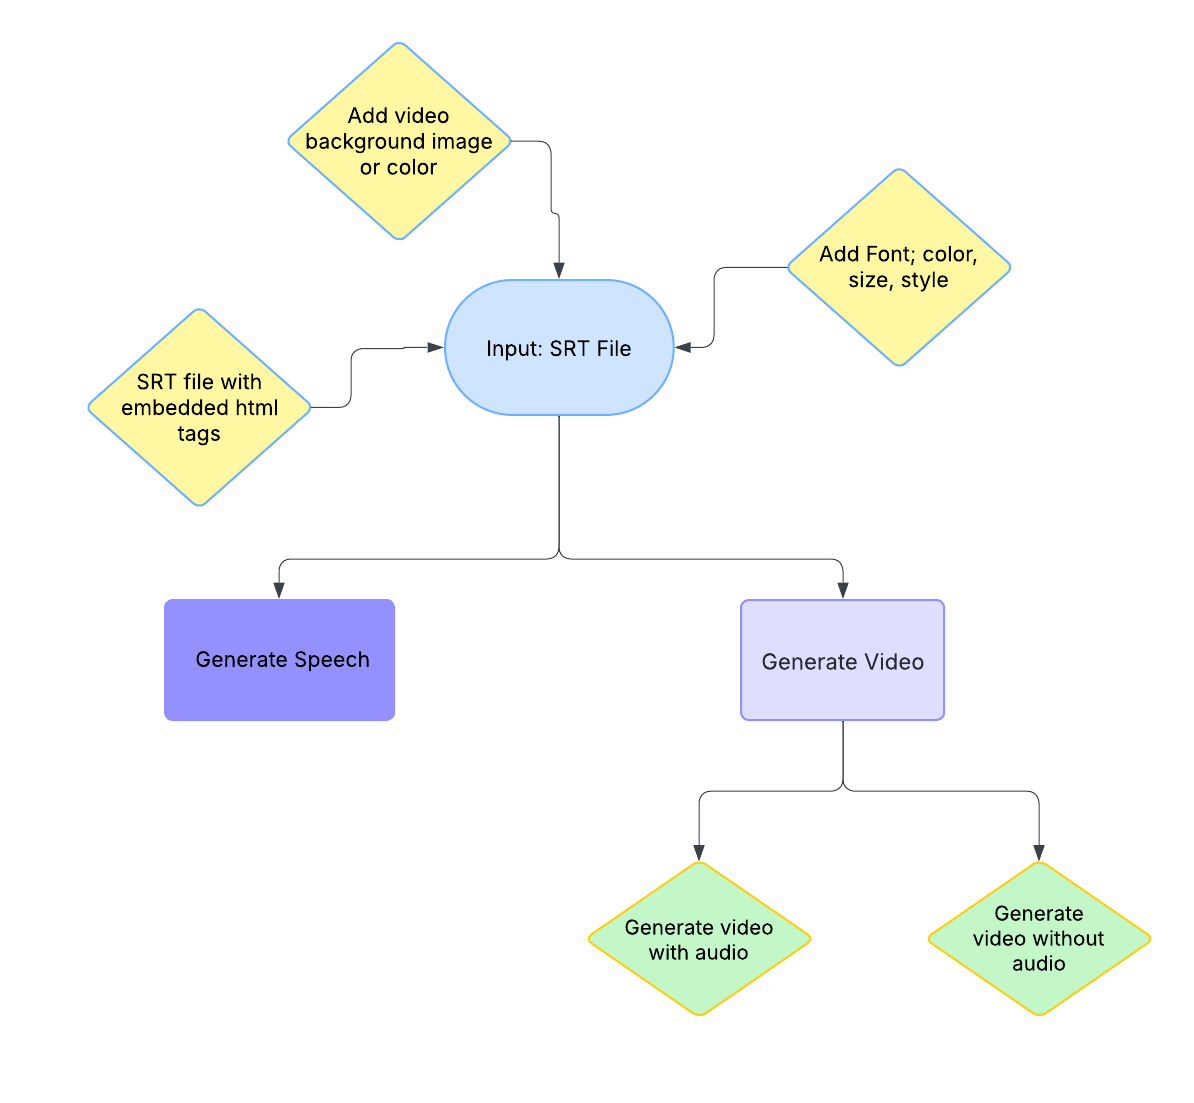 Add video
background image
or color
Add Font; color,
size, style
Input: SRT File
SRT file with
embedded html
tags
Generate Speech
Generate Video
Generate video
with audio
Generate
video without
audio